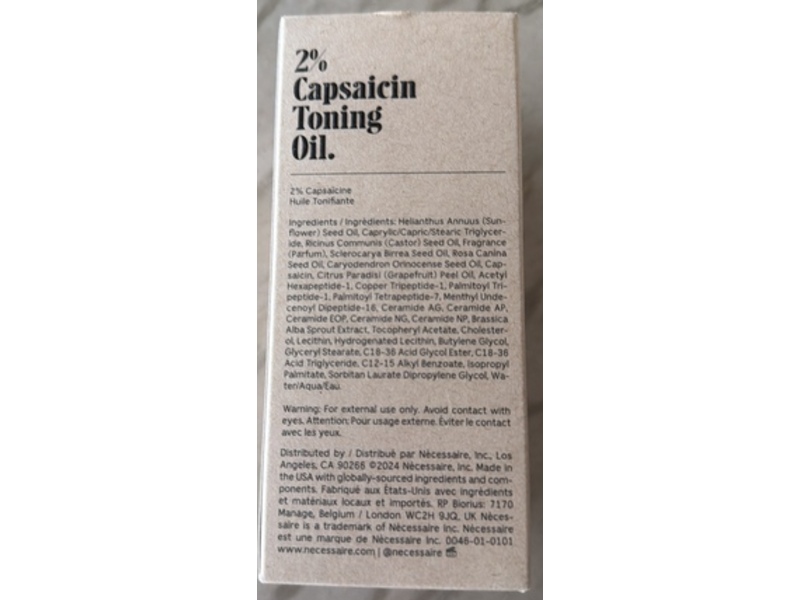 2%
Capsaicin
Toning
Oil.
2% Capsaïcine
Huile Tonifiante
Ingredients / Ingrédients: Helianthus Annuus (Sun-
flower) Seed Oil, Caprylic/Capric/Stearic Triglycer-
ide, Ricinus Communis (Castor) Seed Oil, Fragrance
(Parfum), Sclerocarya Birrea Seed Oil, Rosa Canina
Seed Oil, Caryodendron Orinocense Seed Oil, Cap-
saicin, Citrus Paradisi (Grapefruit) Peel Oil, Acetyl
Hexapeptide-1, Copper Tripeptide-1, Palmitoyl Tri-
peptide-1, Palmitoyl Tetrapeptide-7, Menthyl Unde-
cenoyl Dipeptide-16, Ceramide AG, Ceramide AP,
Ceramide EOP, Ceramide NG, Ceramide NP, Brassica
Alba Sprout Extract, Tocopheryl Acetate, Cholester-
ol, Lecithin, Hydrogenated Lecithin, Butylene Glycol,
Glyceryl Stearate, C18-36 Acid Glycol Ester, C18-36
Acid Triglyceride, C12-15 Alkyl Benzoate, Isopropyl
Palmitate, Sorbitan Laurate Dipropylene Glycol, Wa-
ter/Aqua/Eau.
Warning: For external use only. Avoid contact with
eyes. Attention: Pour usage externe. Éviter le contact
avec les yeux.
Distributed by / Distribué par Nécessaire, Inc., Los
Angeles, CA 90266 ©2024 Nécessaire, Inc. Made in
the USA with globally-sourced ingredients and com-
ponents. Fabriqué aux États-Unis avec ingrédients
et matériaux locaux et importés. RP Biorius: 7170
Manage, Belgium / London WC2H 9JQ, UK Néces-
saire is a trademark of Nécessaire Inc. Nécessaire
est une marque de Nécessaire Inc. 0046-01-0101
www.necessaire.com | @necessaire